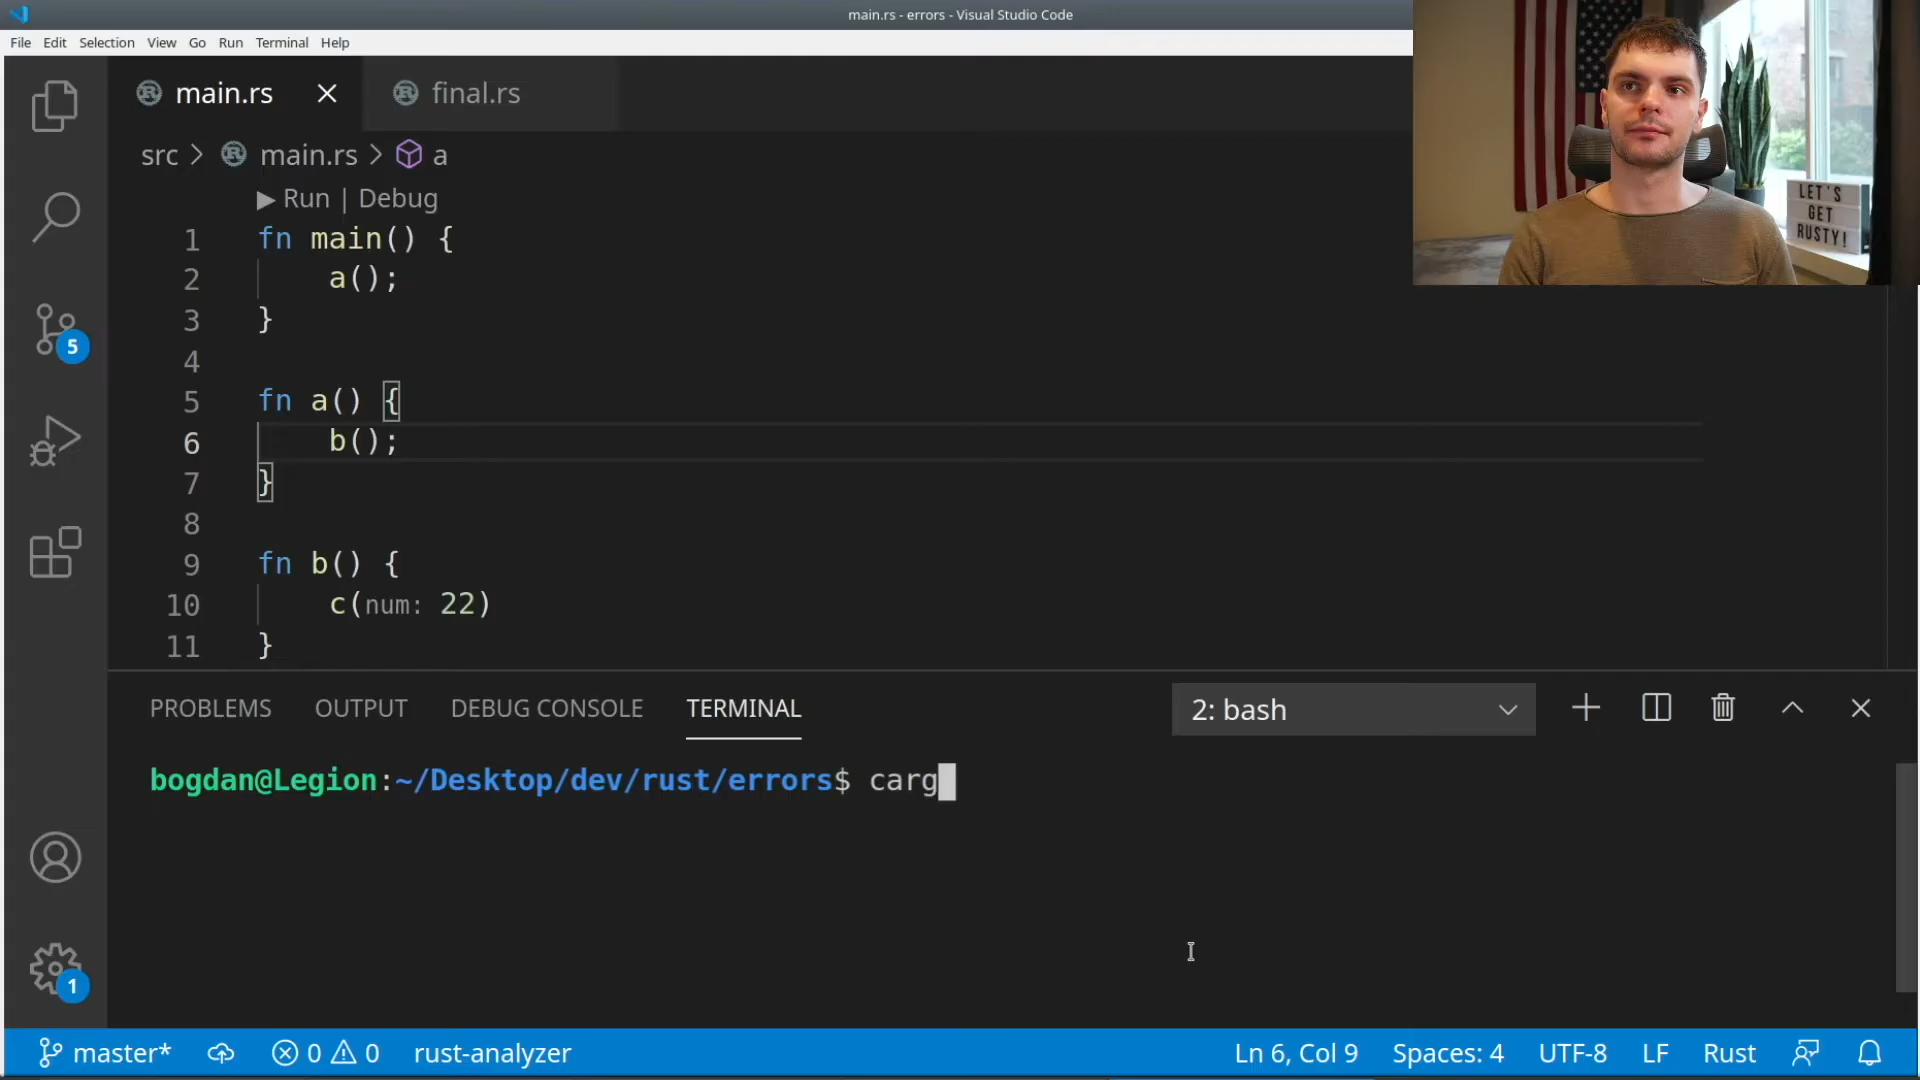 main.rs - errors - Visual Studio Code
File Edit Selection View Go Run Terminal Help
main.rs final.rs
src > main.rs > a
Run | Debug
1 fn main() {
2 a();
3 }
4
5 fn a() {
6 b();
7 }
8
9 fn b() {
10 c(num: 22)
11 }
LET'S
GET
RUSTY!
5
PROBLEMS OUTPUT DEBUG CONSOLE TERMINAL 2: bash
bogdan@Legion:~/Desktop/dev/rust/errors$ carg
1
master* 0 0 rust-analyzer Ln 6, Col 9 Spaces: 4 UTF-8 LF Rust